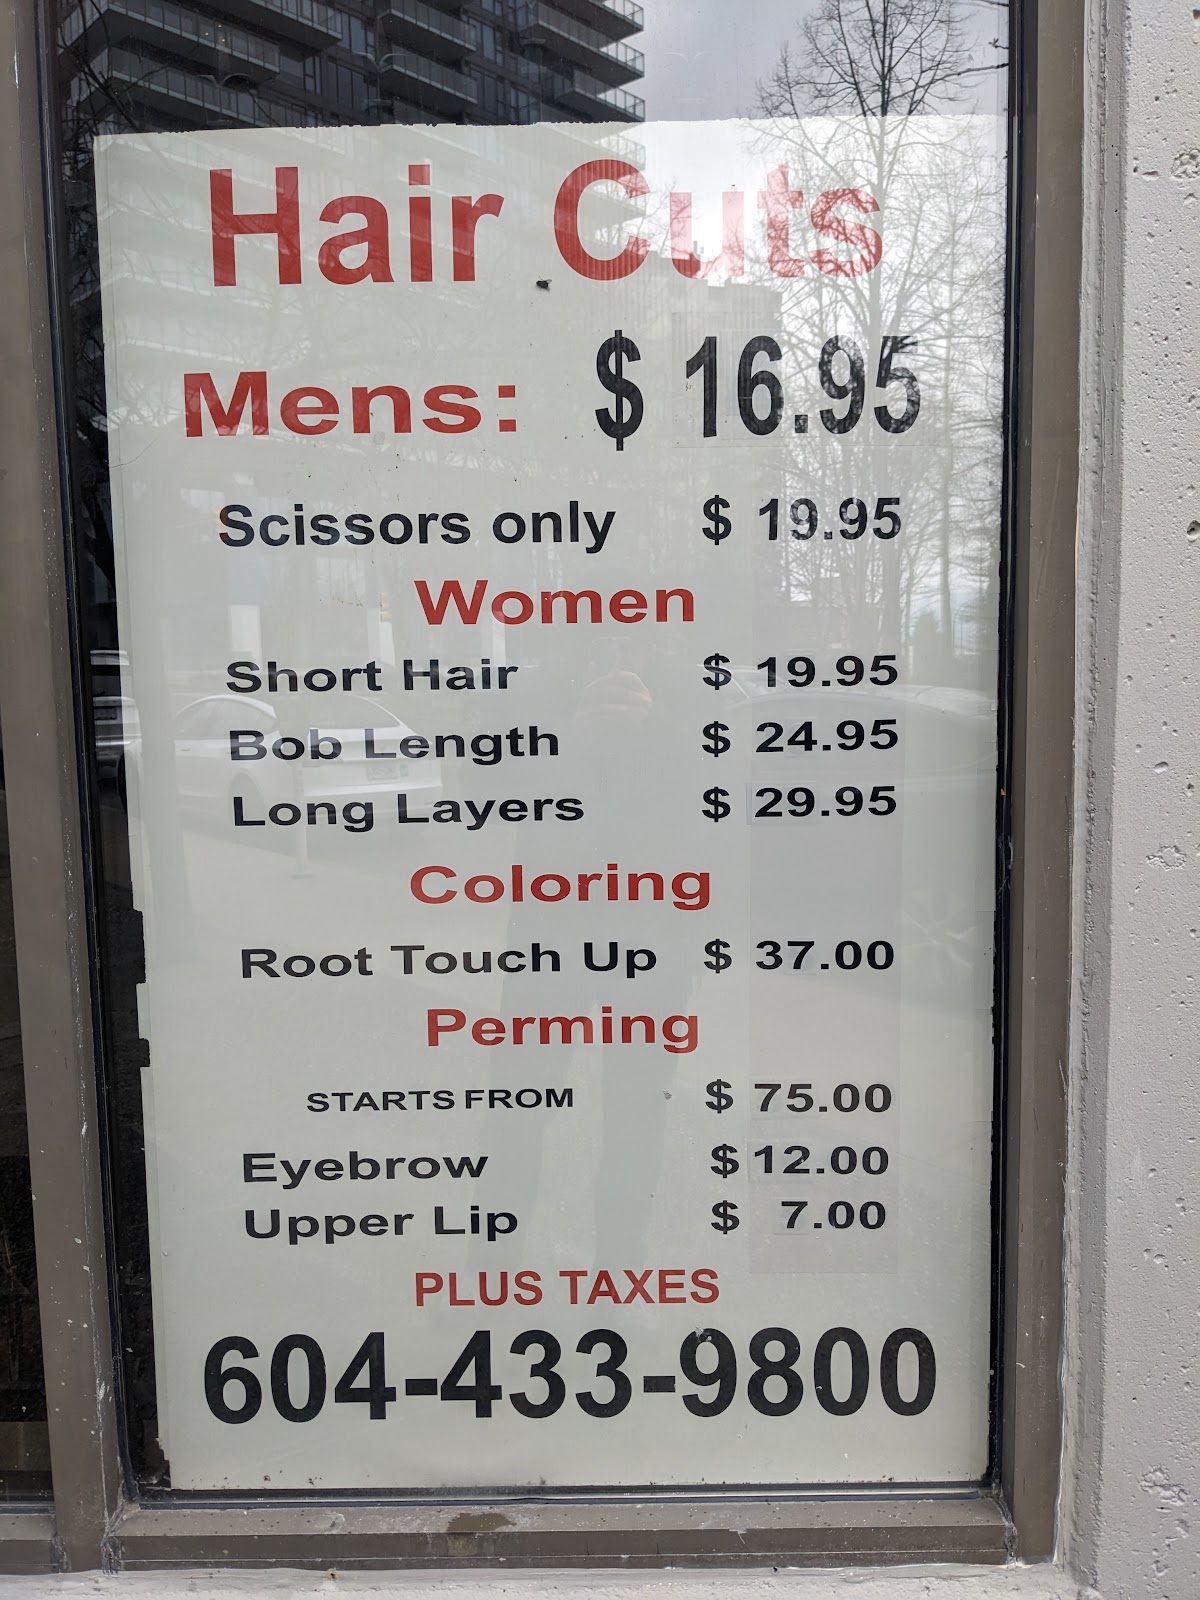 Hair Cuts
Mens: $ 16.95
Scissors only $ 19.95
Women
Short Hair $ 19.95
Bob Length $ 24.95
Long Layers $ 29.95
Coloring
Root Touch Up $ 37.00
Perming
STARTS FROM $ 75.00
Eyebrow $ 12.00
Upper Lip $ 7.00
PLUS TAXES
604-433-9800